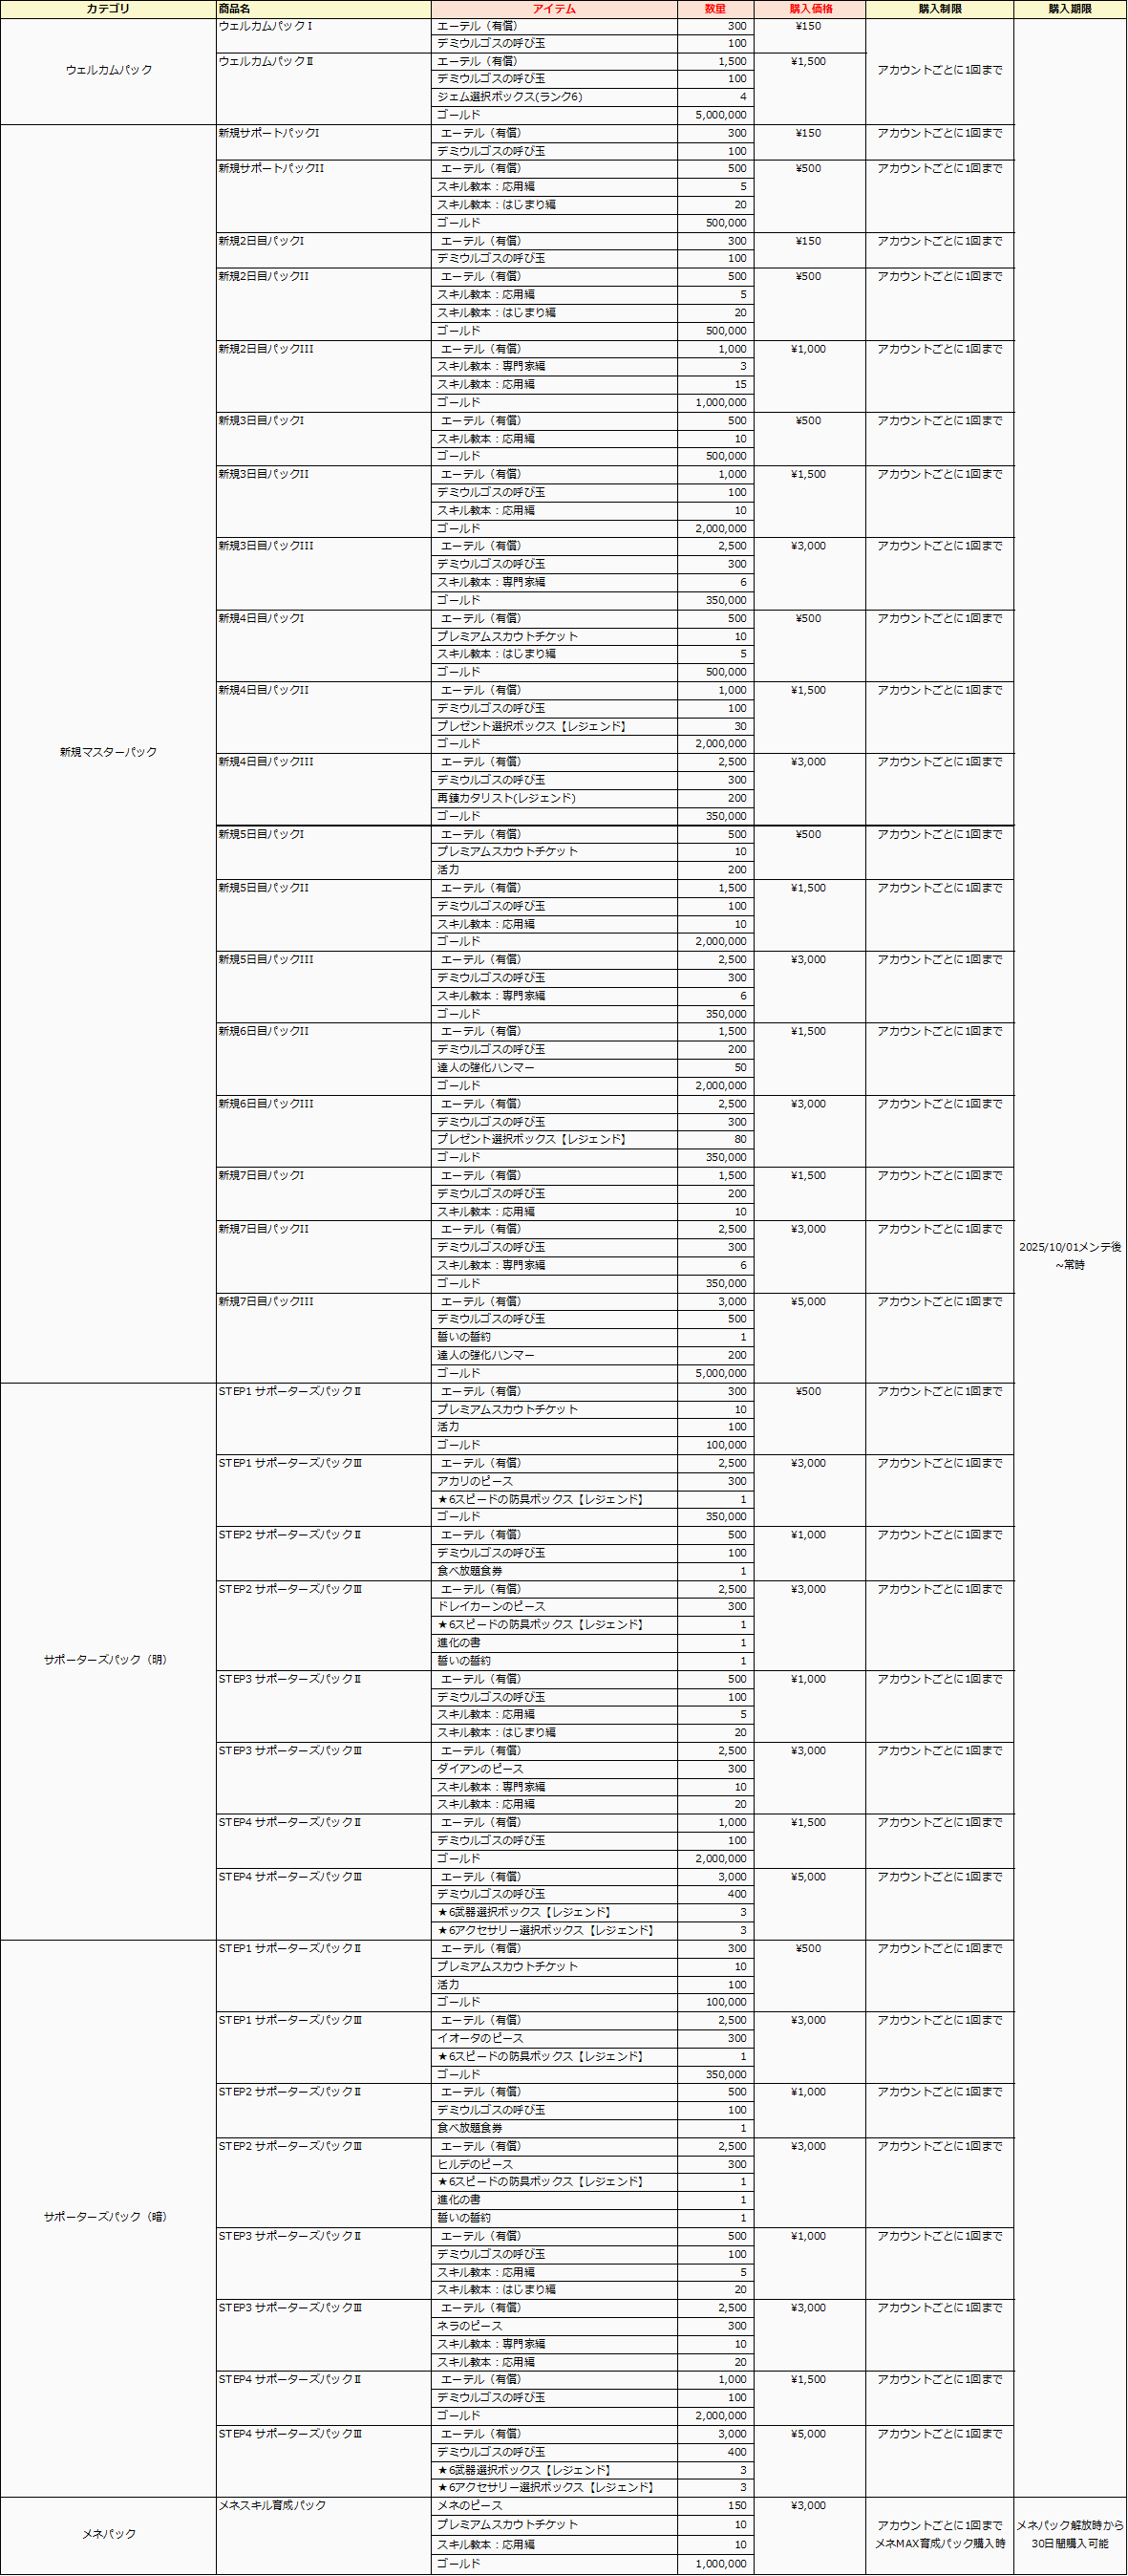 カテゴリ 商品名 アイテム 数量 購入価格 購入制限 購入期限
ウェルカムパックⅠ エーテル（有償） 300 ¥150
デミウルゴスの呼び玉 100
ウェルカムパック ウェルカムパックⅡ エーテル（有償） 1,500 ¥1,500 アカウントごとに1回まで
デミウルゴスの呼び玉 100
ジェム選択ボックス(ランク6) 4
ゴールド 5,000,000
新規サポートパックI エーテル（有償） 300 ¥150 アカウントごとに1回まで
デミウルゴスの呼び玉 100
新規サポートパックII エーテル（有償） 500 ¥500 アカウントごとに1回まで
スキル教本：応用編 5
スキル教本：はじまり編 20
ゴールド 500,000
新規2日目パックI エーテル（有償） 300 ¥150 アカウントごとに1回まで
デミウルゴスの呼び玉 100
新規2日目パックII エーテル（有償） 500 ¥500 アカウントごとに1回まで
スキル教本：応用編 5
スキル教本：はじまり編 20
ゴールド 500,000
新規2日目パックIII エーテル（有償） 1,000 ¥1,000 アカウントごとに1回まで
スキル教本：専門家編 3
スキル教本：応用編 15
ゴールド 1,000,000
新規3日目パックI エーテル（有償） 500 ¥500 アカウントごとに1回まで
スキル教本：応用編 10
ゴールド 500,000
新規3日目パックII エーテル（有償） 1,000 ¥1,500 アカウントごとに1回まで
デミウルゴスの呼び玉 100
スキル教本：応用編 10
ゴールド 2,000,000
新規3日目パックIII エーテル（有償） 2,500 ¥3,000 アカウントごとに1回まで
デミウルゴスの呼び玉 300
スキル教本：専門家編 6
ゴールド 350,000
新規4日目パックI エーテル（有償） 500 ¥500 アカウントごとに1回まで
プレミアムスカウトチケット 10
スキル教本：はじまり編 5
ゴールド 500,000
新規4日目パックII エーテル（有償） 1,000 ¥1,500 アカウントごとに1回まで
デミウルゴスの呼び玉 100
プレゼント選択ボックス【レジェンド】 30
ゴールド 2,000,000
新規マスターパック
新規4日目パックIII エーテル（有償） 2,500 ¥3,000 アカウントごとに1回まで
デミウルゴスの呼び玉 300
再錬カタリスト(レジェンド) 200
ゴールド 350,000
新規5日目パックI エーテル（有償） 500 ¥500 アカウントごとに1回まで
プレミアムスカウトチケット 10
活力 200
新規5日目パックII エーテル（有償） 1,500 ¥1,500 アカウントごとに1回まで
デミウルゴスの呼び玉 100
スキル教本：応用編 10
ゴールド 2,000,000
新規5日目パックIII エーテル（有償） 2,500 ¥3,000 アカウントごとに1回まで
デミウルゴスの呼び玉 300
スキル教本：専門家編 6
ゴールド 350,000
新規6日目パックII エーテル（有償） 1,500 ¥1,500 アカウントごとに1回まで
デミウルゴスの呼び玉 200
達人の強化ハンマー 50
ゴールド 2,000,000
新規6日目パックIII エーテル（有償） 2,500 ¥3,000 アカウントごとに1回まで
デミウルゴスの呼び玉 300
プレゼント選択ボックス【レジェンド】 80
ゴールド 350,000
新規7日目パックI エーテル（有償） 1,500 ¥1,500 アカウントごとに1回まで
デミウルゴスの呼び玉 200
スキル教本：応用編 10
新規7日目パックII エーテル（有償） 2,500 ¥3,000 アカウントごとに1回まで
デミウルゴスの呼び玉 300 2025/10/01メンテ後
スキル教本：専門家編 6 ~常時
ゴールド 350,000
新規7日目パックIII エーテル（有償） 3,000 ¥5,000 アカウントごとに1回まで
デミウルゴスの呼び玉 500
誓いの誓約 1
達人の強化ハンマー 200
ゴールド 5,000,000
STEP1 サポーターズパックⅡ エーテル（有償） 300 ¥500 アカウントごとに1回まで
プレミアムスカウトチケット 10
活力 100
ゴールド 100,000
STEP1 サポーターズパックⅢ エーテル（有償） 2,500 ¥3,000 アカウントごとに1回まで
アカリのピース 300
★6スピードの防具ボックス【レジェンド】 1
ゴールド 350,000
STEP2 サポーターズパックⅡ エーテル（有償） 500 ¥1,000 アカウントごとに1回まで
デミウルゴスの呼び玉 100
食べ放題食券 1
STEP2 サポーターズパックⅢ エーテル（有償） 2,500 ¥3,000 アカウントごとに1回まで
ドレイカーンのピース 300
★6スピードの防具ボックス【レジェンド】 1
進化の書 1
サポーターズパック（明） 誓いの誓約 1
STEP3 サポーターズパックⅡ エーテル（有償） 500 ¥1,000 アカウントごとに1回まで
デミウルゴスの呼び玉 100
スキル教本：応用編 5
スキル教本：はじまり編 20
STEP3 サポーターズパックⅢ エーテル（有償） 2,500 ¥3,000 アカウントごとに1回まで
ダイアンのピース 300
スキル教本：専門家編 10
スキル教本：応用編 20
STEP4 サポーターズパックⅡ エーテル（有償） 1,000 ¥1,500 アカウントごとに1回まで
デミウルゴスの呼び玉 100
ゴールド 2,000,000
STEP4 サポーターズパックⅢ エーテル（有償） 3,000 ¥5,000 アカウントごとに1回まで
デミウルゴスの呼び玉 400
★6武器選択ボックス【レジェンド】 3
★6アクセサリー選択ボックス【レジェンド】 3
STEP1 サポーターズパックⅡ エーテル（有償） 300 ¥500 アカウントごとに1回まで
プレミアムスカウトチケット 10
活力 100
ゴールド 100,000
STEP1 サポーターズパックⅢ エーテル（有償） 2,500 ¥3,000 アカウントごとに1回まで
イオータのピース 300
★6スピードの防具ボックス【レジェンド】 1
ゴールド 350,000
STEP2 サポーターズパックⅡ エーテル（有償） 500 ¥1,000 アカウントごとに1回まで
デミウルゴスの呼び玉 100
食べ放題食券 1
STEP2 サポーターズパックⅢ エーテル（有償） 2,500 ¥3,000 アカウントごとに1回まで
ヒルデのピース 300
★6スピードの防具ボックス【レジェンド】 1
進化の書 1
サポーターズパック（暗） 誓いの誓約 1
STEP3 サポーターズパックⅡ エーテル（有償） 500 ¥1,000 アカウントごとに1回まで
デミウルゴスの呼び玉 100
スキル教本：応用編 5
スキル教本：はじまり編 20
STEP3 サポーターズパックⅢ エーテル（有償） 2,500 ¥3,000 アカウントごとに1回まで
ネラのピース 300
スキル教本：専門家編 10
スキル教本：応用編 20
STEP4 サポーターズパックⅡ エーテル（有償） 1,000 ¥1,500 アカウントごとに1回まで
デミウルゴスの呼び玉 100
ゴールド 2,000,000
STEP4 サポーターズパックⅢ エーテル（有償） 3,000 ¥5,000 アカウントごとに1回まで
デミウルゴスの呼び玉 400
★6武器選択ボックス【レジェンド】 3
★6アクセサリー選択ボックス【レジェンド】 3
メネスキル育成パック メネのピース 150 ¥3,000
プレミアムスカウトチケット 10 アカウントごとに1回まで メネパック解放時から
メネパック
スキル教本：応用編 10 メネMAX育成パック購入時 30日間購入可能
ゴールド 1,000,000